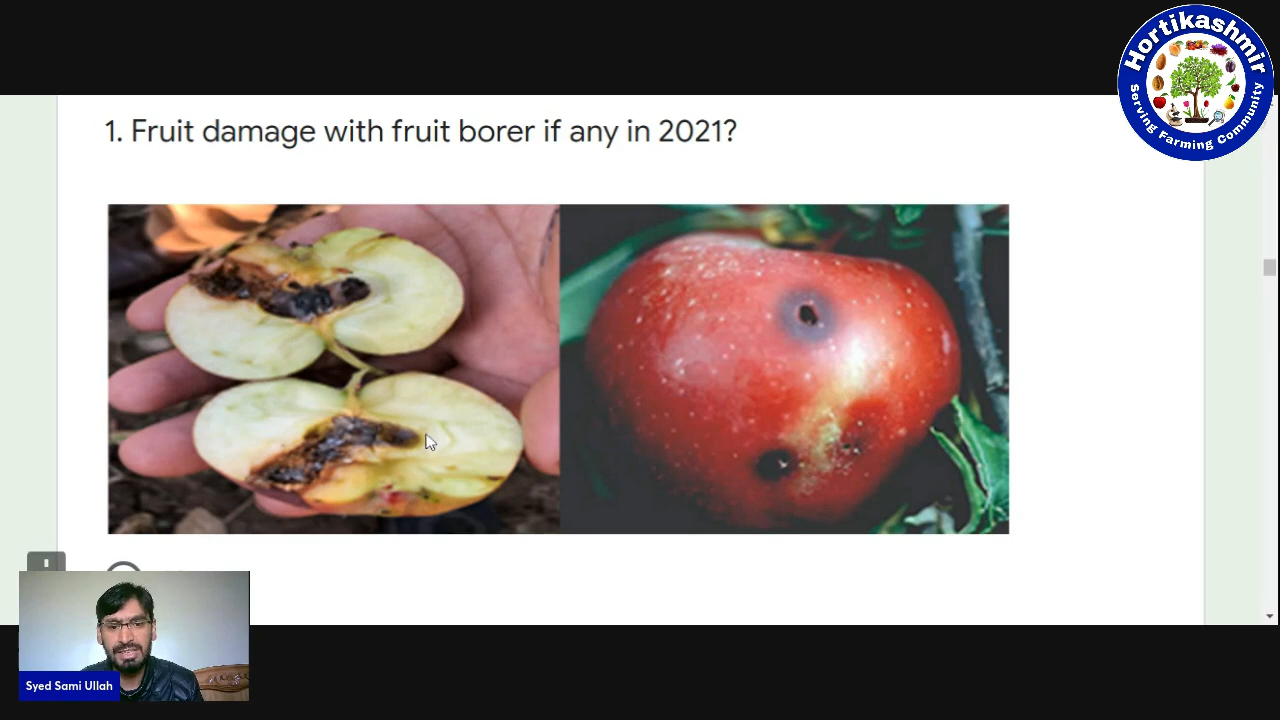 Hortikashmir
Serving Farming Community
1. Fruit damage with fruit borer if any in 2021?
Syed Sami Ullah